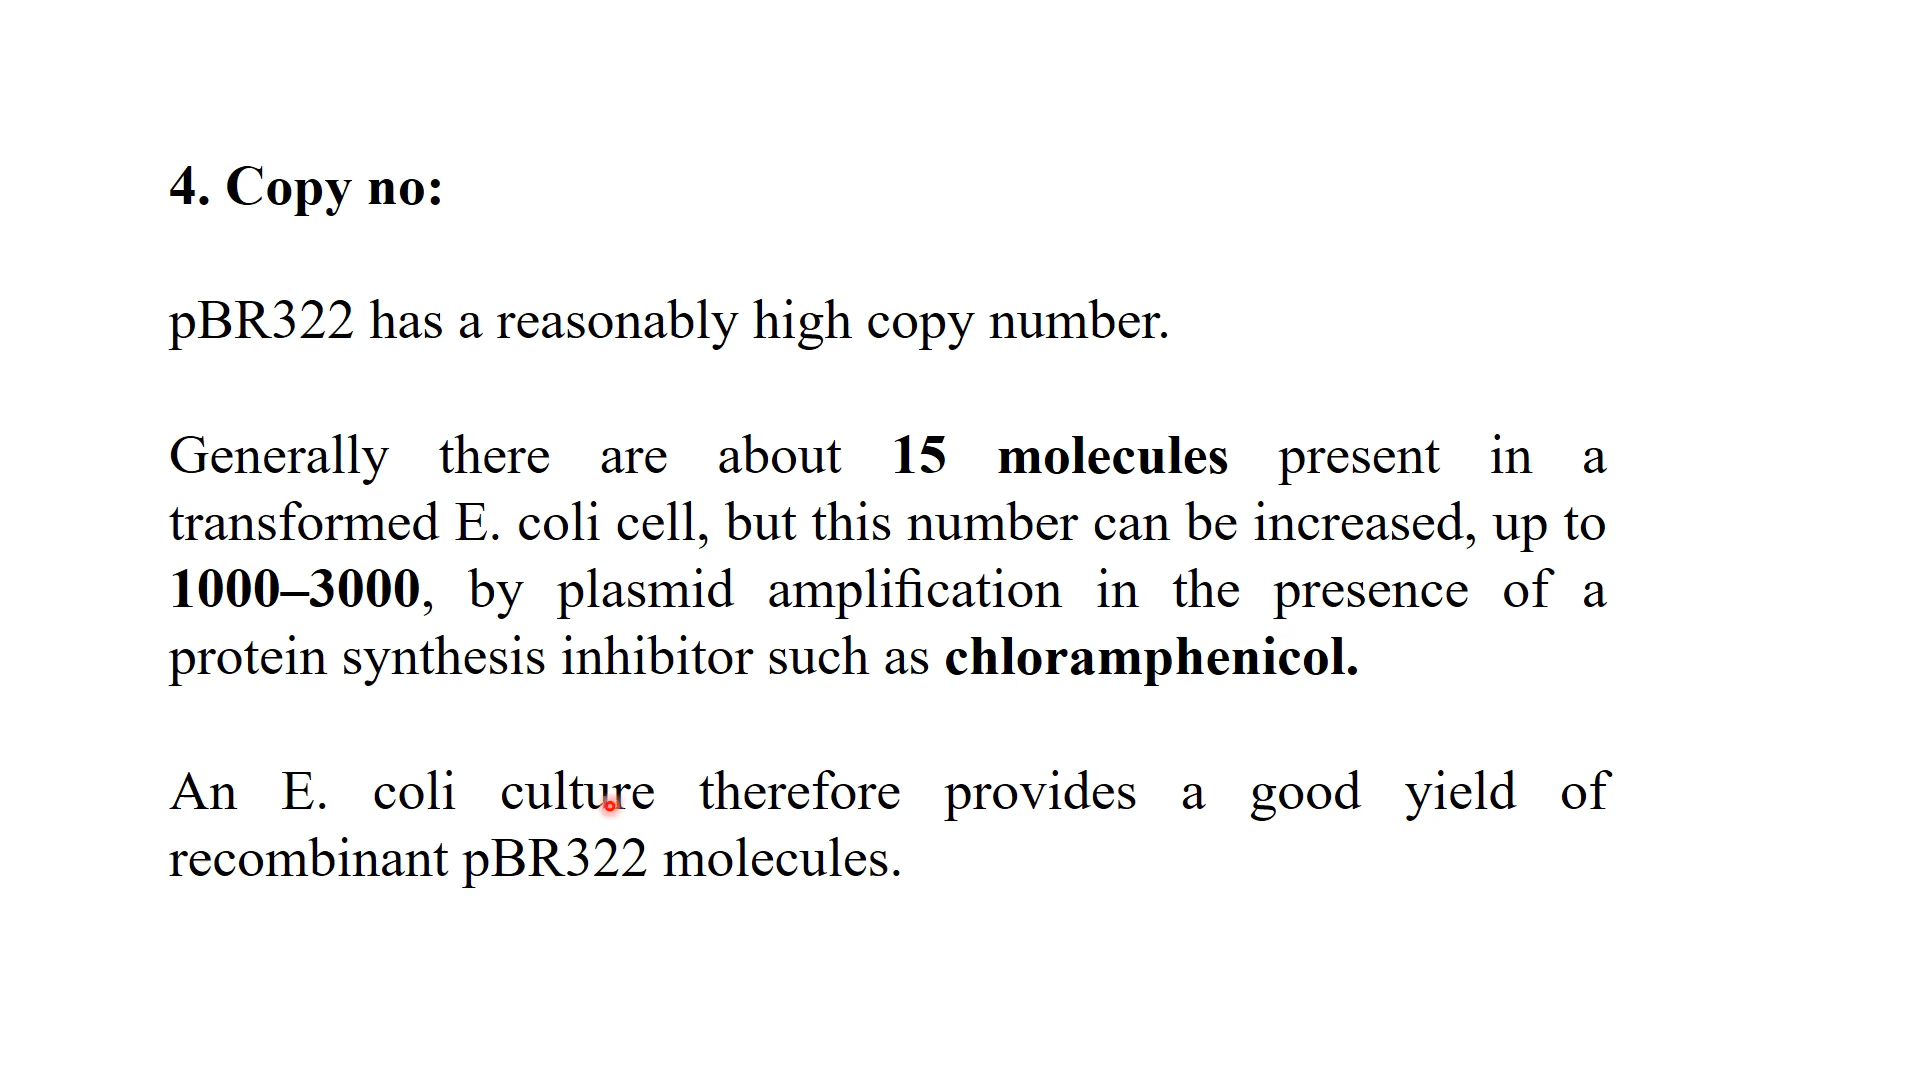 4. Copy no:
pBR322 has a reasonably high copy number.
Generally there are about 15 molecules present in a
transformed E. coli cell, but this number can be increased, up to
1000–3000, by plasmid amplification in the presence of a
protein synthesis inhibitor such as chloramphenicol.
An E. coli culture therefore provides a good yield of
recombinant pBR322 molecules.